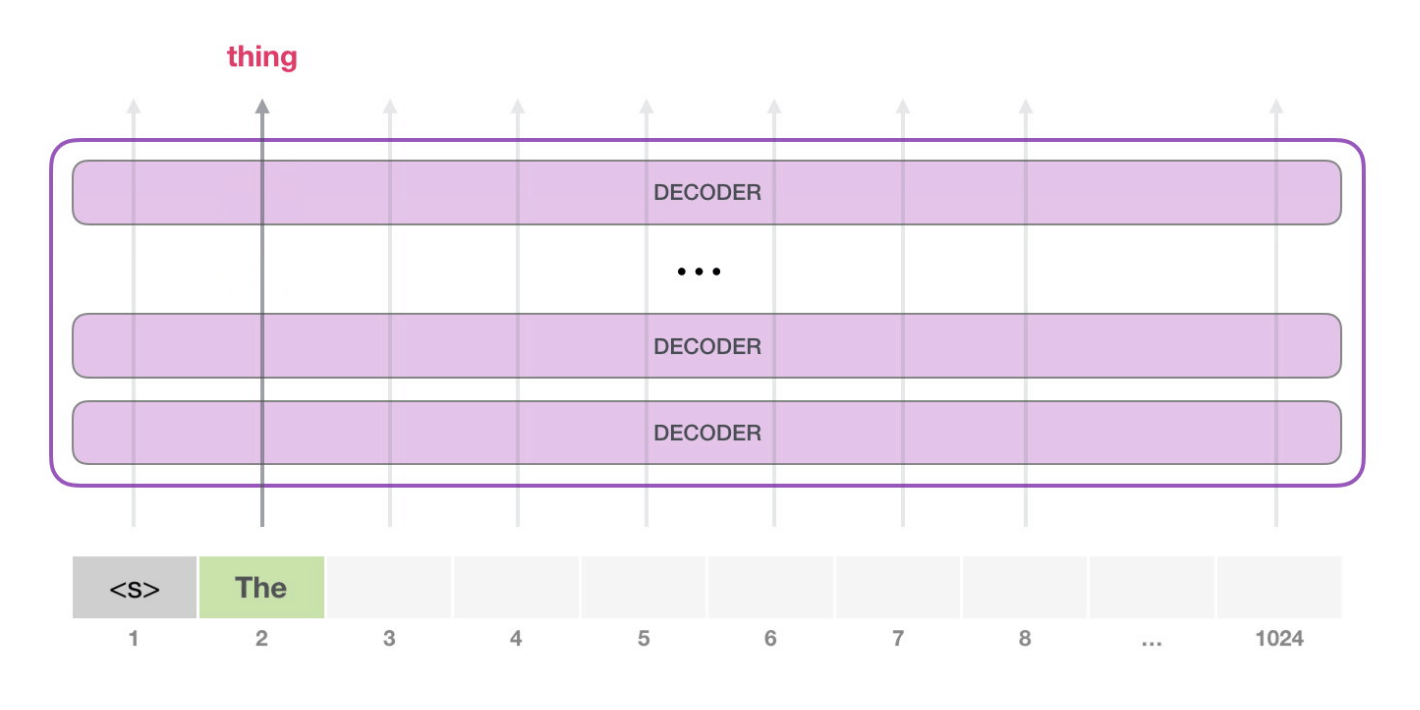 thing
DECODER
...
DECODER
DECODER
<s> The
1 2 3 4 5 6 7 8 ... 1024